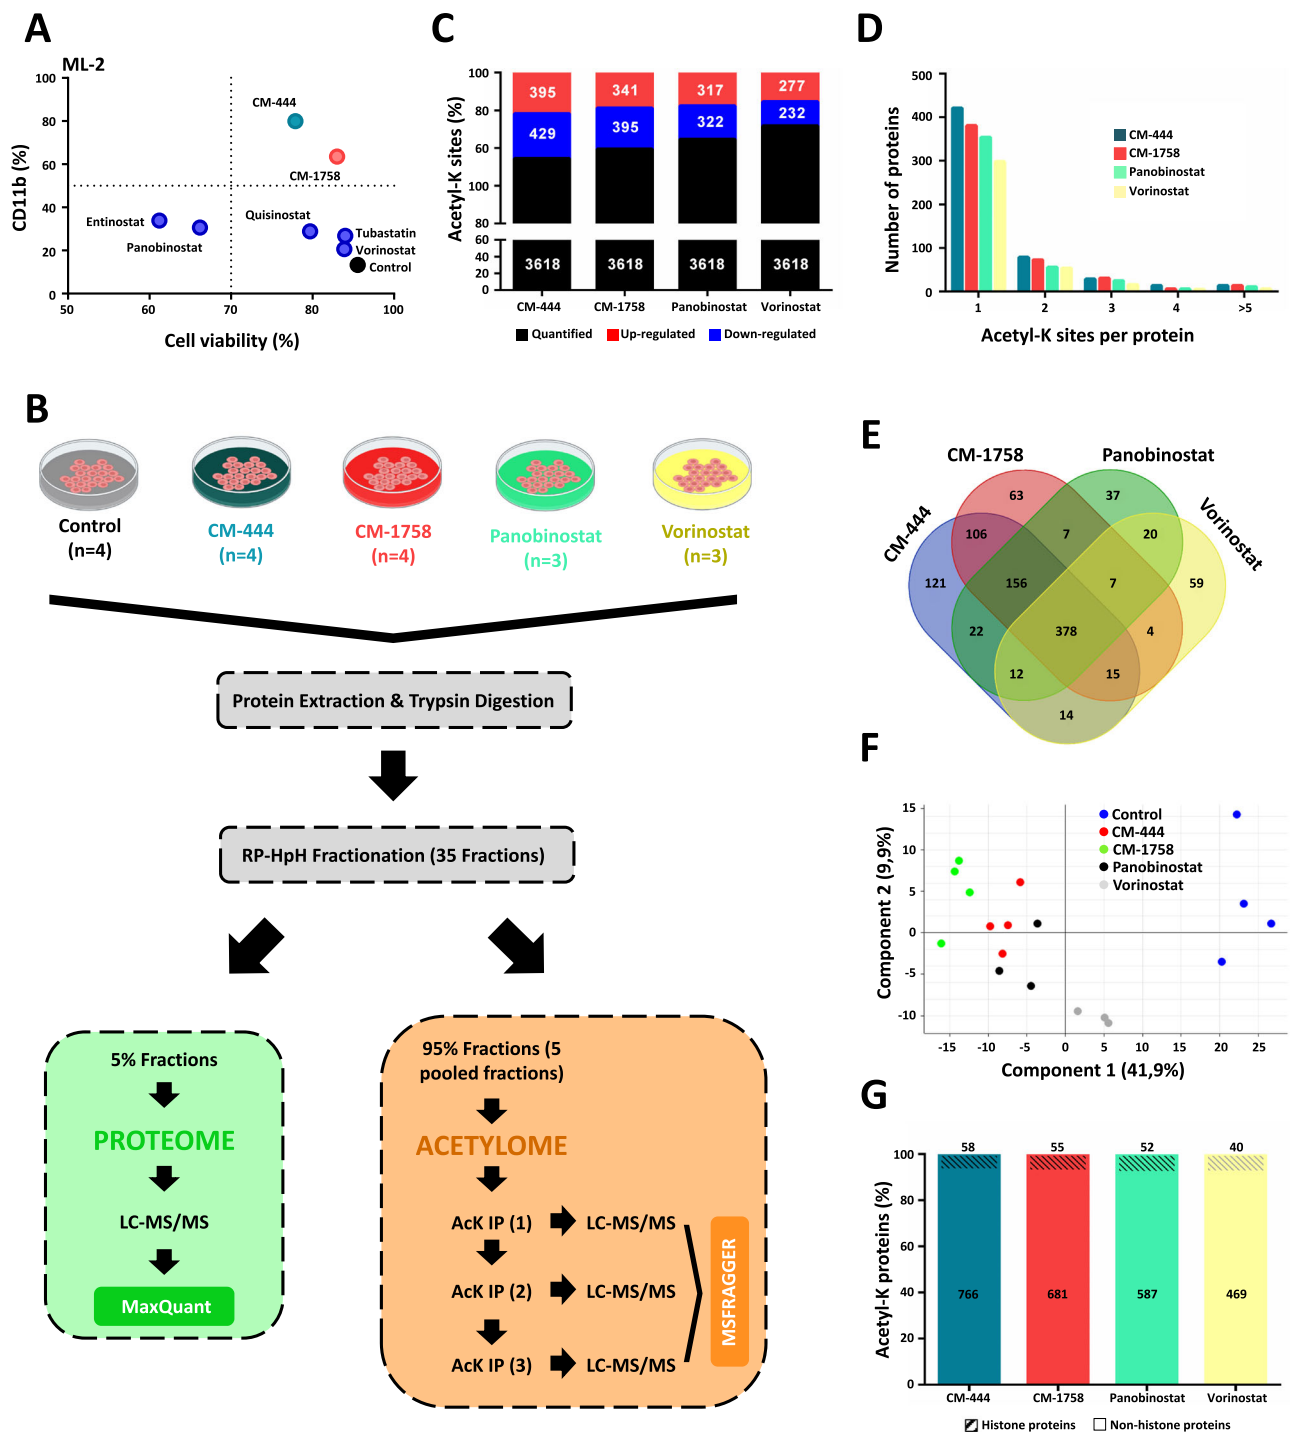 A
ML-2
CD11b (%)
100
80
60
40
20
0
50
60
70
80
90
100
CM-444
CM-1758
Entinostat
Panobinostat
Quisinostat
Tubastatin
Vorinostat
Control
Cell viability (%)
C
Acetyl-K sites (%)
100
80
60
100
80
60
40
20
0
395
341
317
277
429
395
322
232
3618
3618
3618
3618
CM-444
CM-1758
Panobinostat
Vorinostat
Quantified
Up-regulated
Down-regulated
D
Number of proteins
500
400
300
200
100
0
CM-444
CM-1758
Panobinostat
Vorinostat
1
2
3
4
>5
Acetyl-K sites per protein
B
Control
(n=4)
CM-444
(n=4)
CM-1758
(n=4)
Panobinostat
(n=3)
Vorinostat
(n=3)
Protein Extraction & Trypsin Digestion
RP-HpH Fractionation (35 Fractions)
5% Fractions
PROTEOME
LC-MS/MS
MaxQuant
95% Fractions (5
pooled fractions)
ACETYLOME
AcK IP (1)
LC-MS/MS
AcK IP (2)
LC-MS/MS
AcK IP (3)
LC-MS/MS
MSFRAGGER
E
CM-1758
Panobinostat
CM-444
Vorinostat
63
37
106
7
20
121
156
7
59
22
378
4
12
15
14
F
Component 2 (9,9%)
15
10
5
0
-5
-10
Control
CM-444
CM-1758
Panobinostat
Vorinostat
-15
-10
-5
0
5
10
15
20
25
Component 1 (41,9%)
G
Acetyl-K proteins (%)
100
80
60
40
20
0
58
55
52
40
766
681
587
469
CM-444
CM-1758
Panobinostat
Vorinostat
Histone proteins
Non-histone proteins